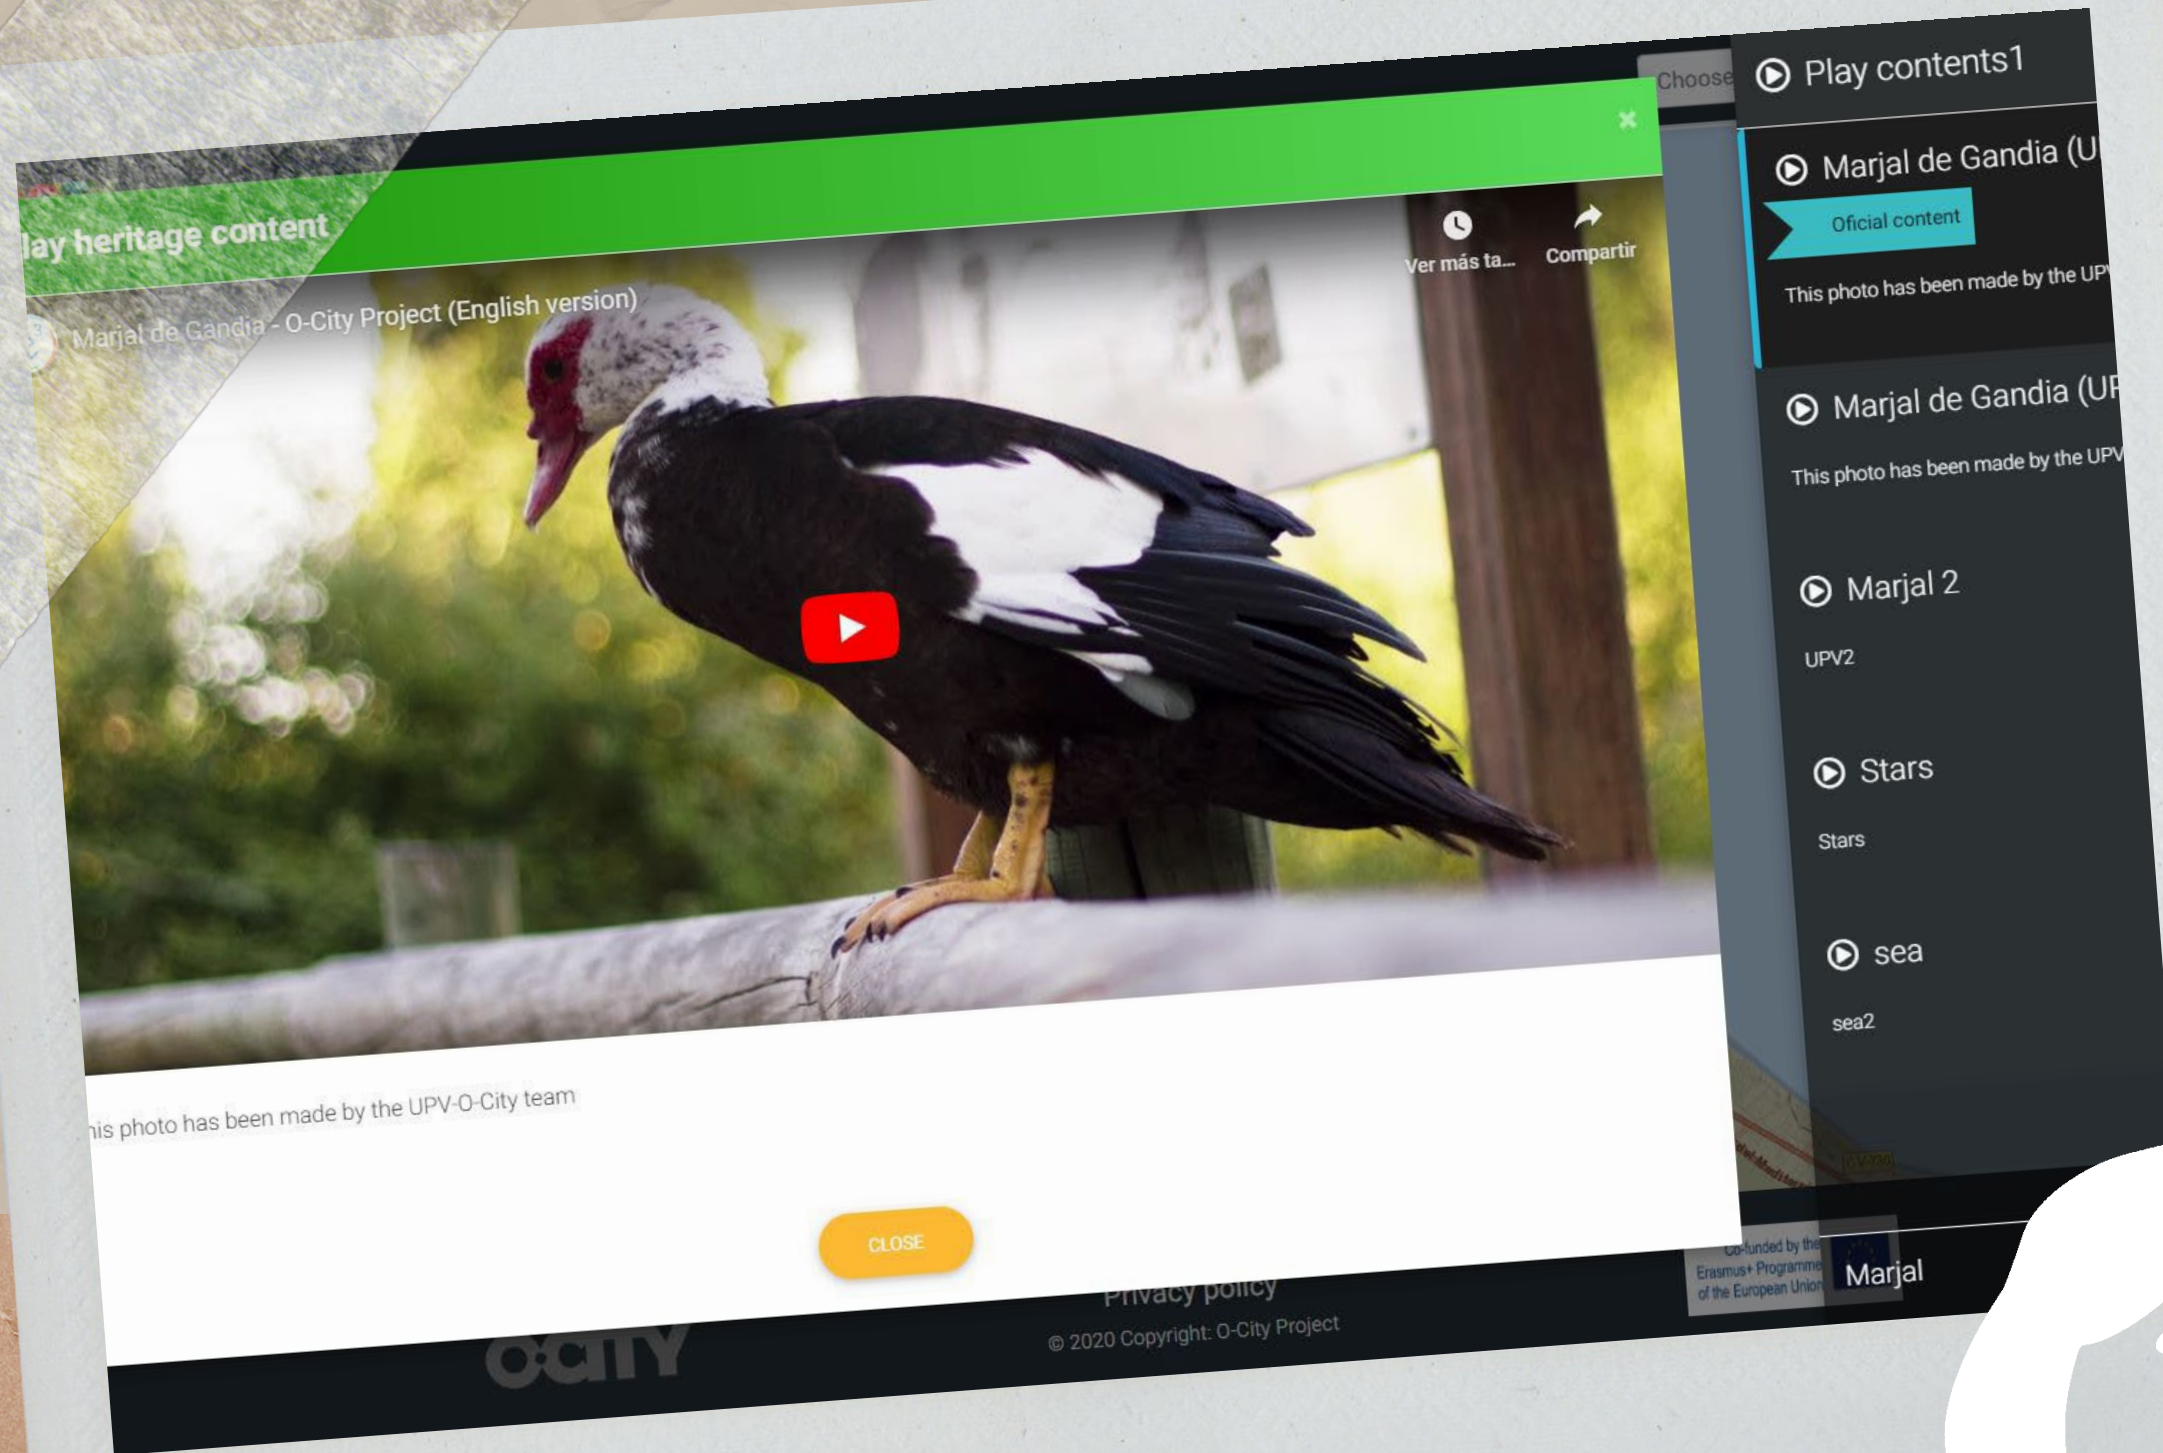 Choose
lay heritage content
Marjal de Gandia - O-City Project (English version)
Ver más ta...
Compartir
his photo has been made by the UPV-O-City team
CLOSE
Privacy policy
© 2020 Copyright: O-City Project
O-CITY
Co-funded by the
Erasmus+ Programme
of the European Union
Play contents1
Marjal de Gandia (U
Oficial content
This photo has been made by the UPV
Marjal de Gandia (UP
This photo has been made by the UPV
Marjal 2
UPV2
Stars
Stars
sea
sea2
Marjal